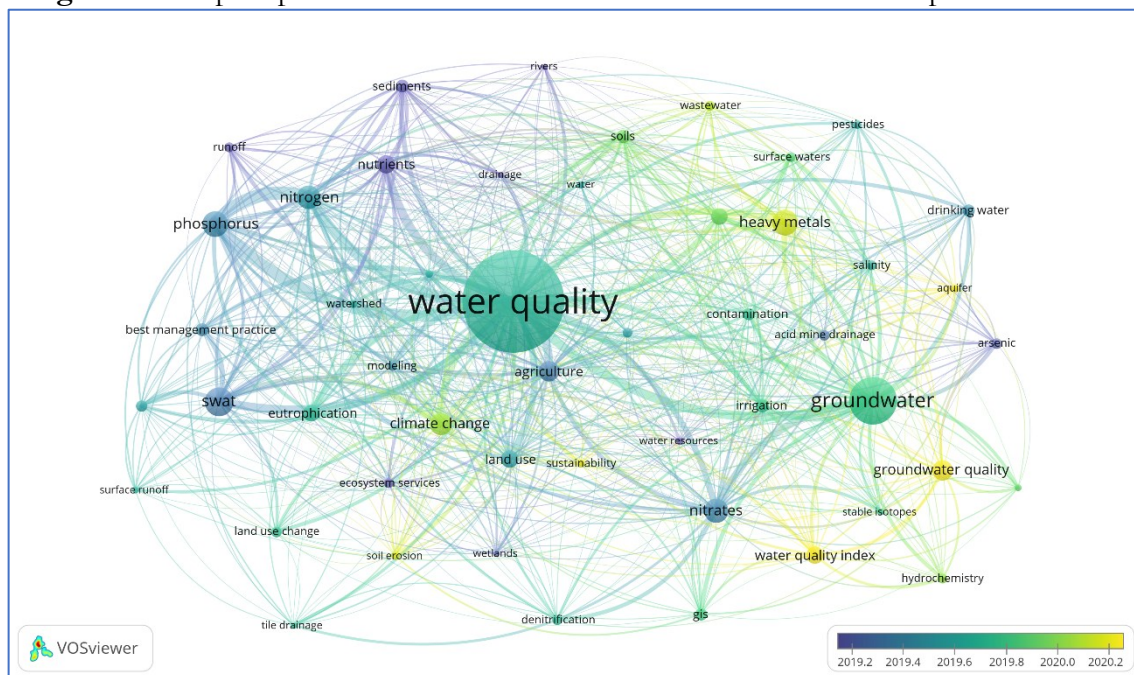 rivers
sediments
wastewater
pesticides
soils
runoff
surface waters
nutrients
drainage
water
nitrogen
phosphorus
heavy metals
drinking water
salinity
aquifer
water quality
watershed
contamination
best management practice
acid mine drainage
arsenic
modeling
agriculture
swat
groundwater
irrigation
eutrophication
climate change
water resources
land use
sustainability
groundwater quality
ecosystem services
surface runoff
nitrates
stable isotopes
land use change
soil erosion
wetlands
water quality index
hydrochemistry
gis
tile drainage
denitrification
VOSviewer
2019.2 2019.4 2019.6 2019.8 2020.0 2020.2